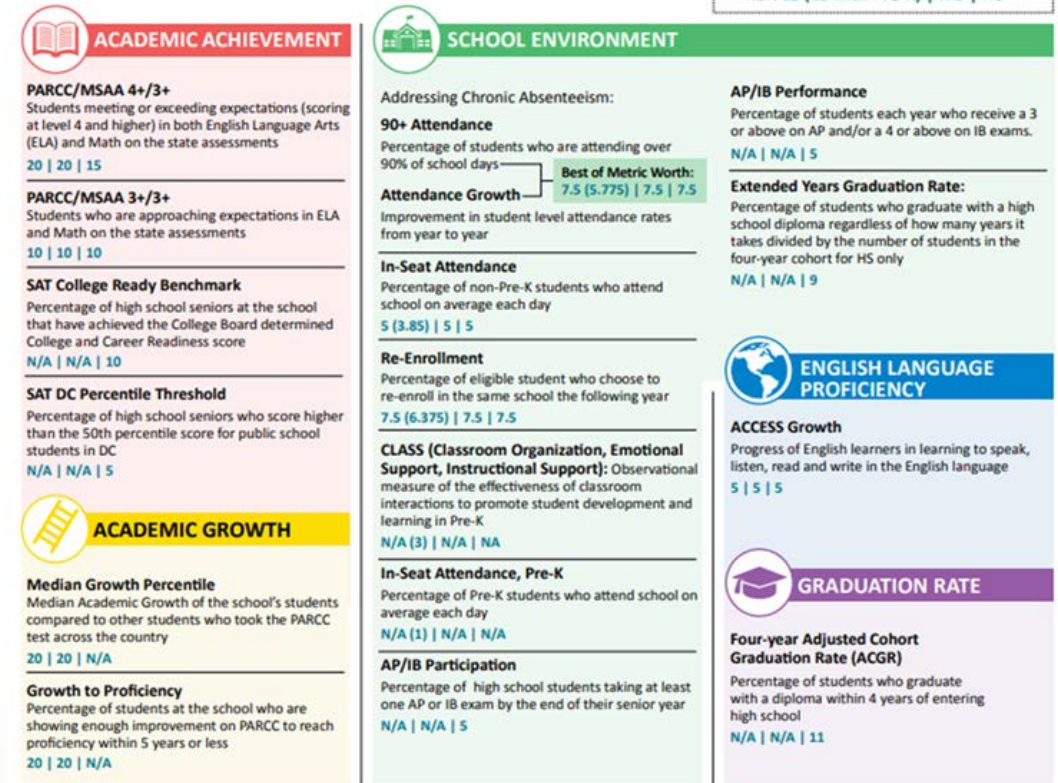 ACADEMIC ACHIEVEMENT
PARCC/MSAA 4+/3+
Students meeting or exceeding expectations (scoring
at level 4 and higher) in both English Language Arts
(ELA) and Math on the state assessments
20 | 20 | 15
PARCC/MSAA 3+/3+
Students who are approaching expectations in ELA
and Math on the state assessments
10 | 10 | 10
SAT College Ready Benchmark
Percentage of high school seniors at the school
that have achieved the College Board determined
College and Career Readiness score
N/A | N/A | 10
SAT DC Percentile Threshold
Percentage of high school seniors who score higher
than the 50th percentile score for public school
students in DC
N/A | N/A | 5
ACADEMIC GROWTH
Median Growth Percentile
Median Academic Growth of the school's students
compared to other students who took the PARCC
test across the country
20 | 20 | N/A
Growth to Proficiency
Percentage of students at the school who are
showing enough improvement on PARCC to reach
proficiency within 5 years or less
20 | 20 | N/A
SCHOOL ENVIRONMENT
Addressing Chronic Absenteeism:
90+ Attendance
Percentage of students who are attending over
90% of school days
Best of Metric Worth:
7.5 (5.775) | 7.5 | 7.5
Attendance Growth
Improvement in student level attendance rates
from year to year
In-Seat Attendance
Percentage of non-Pre-K students who attend
school on average each day
5 (3.85) | 5 | 5
Re-Enrollment
Percentage of eligible student who choose to
re-enroll in the same school the following year
7.5 (6.375) | 7.5 | 7.5
CLASS (Classroom Organization, Emotional
Support, Instructional Support): Observational
measure of the effectiveness of classroom
interactions to promote student development and
learning in Pre-K
N/A (3) | N/A | NA
In-Seat Attendance, Pre-K
Percentage of Pre-K students who attend school on
average each day
N/A (1) | N/A | N/A
AP/IB Participation
Percentage of high school students taking at least
one AP or IB exam by the end of their senior year
N/A | N/A | 5
AP/IB Performance
Percentage of students each year who receive a 3
or above on AP and/or a 4 or above on IB exams.
N/A | N/A | 5
Extended Years Graduation Rate:
Percentage of students who graduate with a high
school diploma regardless of how many years it
takes divided by the number of students in the
four-year cohort for HS only
N/A | N/A | 9
ENGLISH LANGUAGE
PROFICIENCY
ACCESS Growth
Progress of English learners in learning to speak,
listen, read and write in the English language
5 | 5 | 5
GRADUATION RATE
Four-year Adjusted Cohort
Graduation Rate (ACGR)
Percentage of students who graduate
with a diploma within 4 years of entering
high school
N/A | N/A | 11